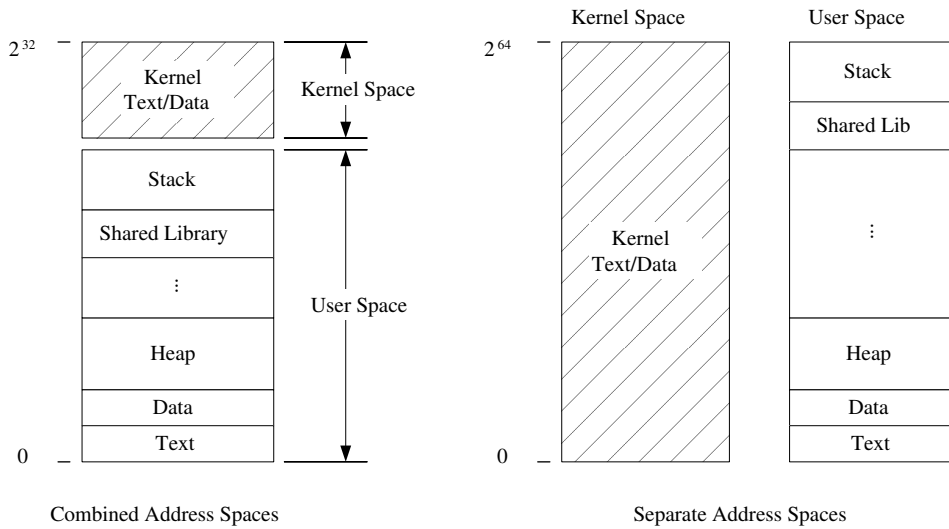 Kernel Space
User Space
2^32
Kernel
Text/Data
Kernel Space
Stack
Shared Library
⋮
Heap
Data
Text
User Space
0
Combined Address Spaces
2^64
Kernel
Text/Data
Stack
Shared Lib
⋮
Heap
Data
Text
0
Separate Address Spaces